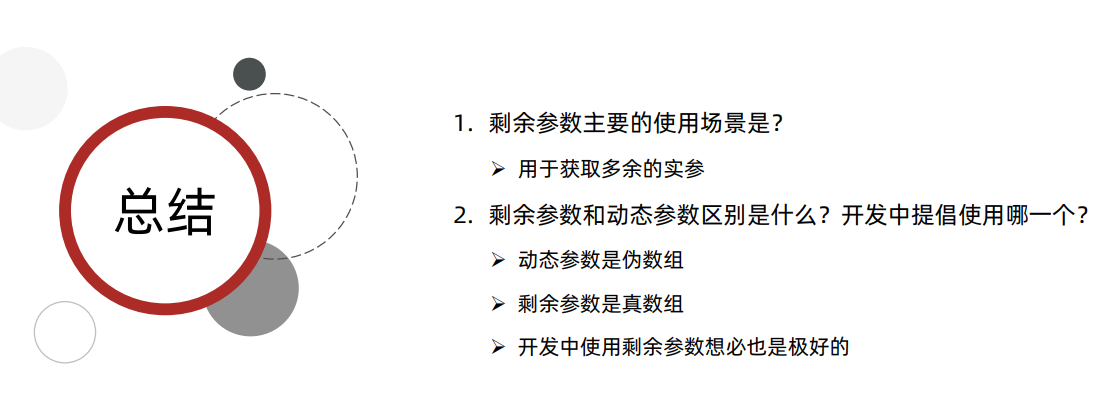 总结
1. 剩余参数主要的使用场景是？
➢ 用于获取多余的实参
2. 剩余参数和动态参数区别是什么？开发中提倡使用哪一个？
➢ 动态参数是伪数组
➢ 剩余参数是真数组
➢ 开发中使用剩余参数想必也是极好的